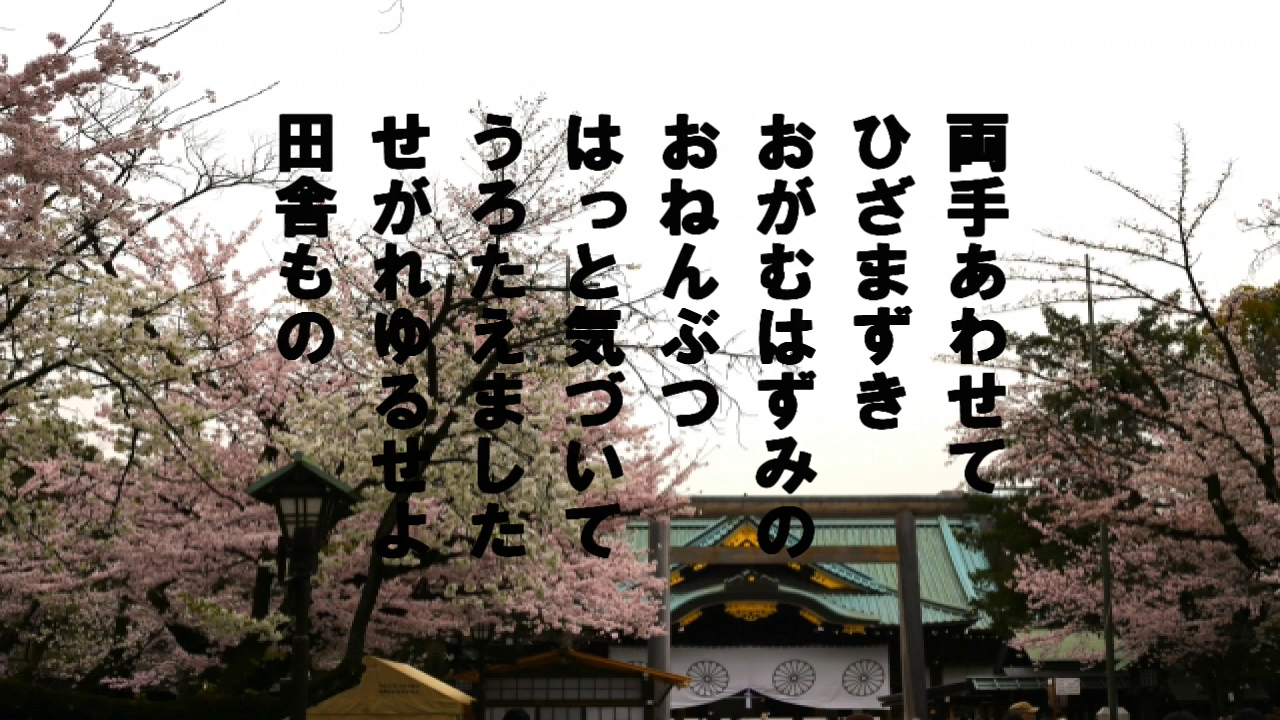 両手あわせて
ひざまずき
おがむはずみの
おねんぶつ
はっと気づいて
うろたえました
せがれゆるせよ
田舎もの